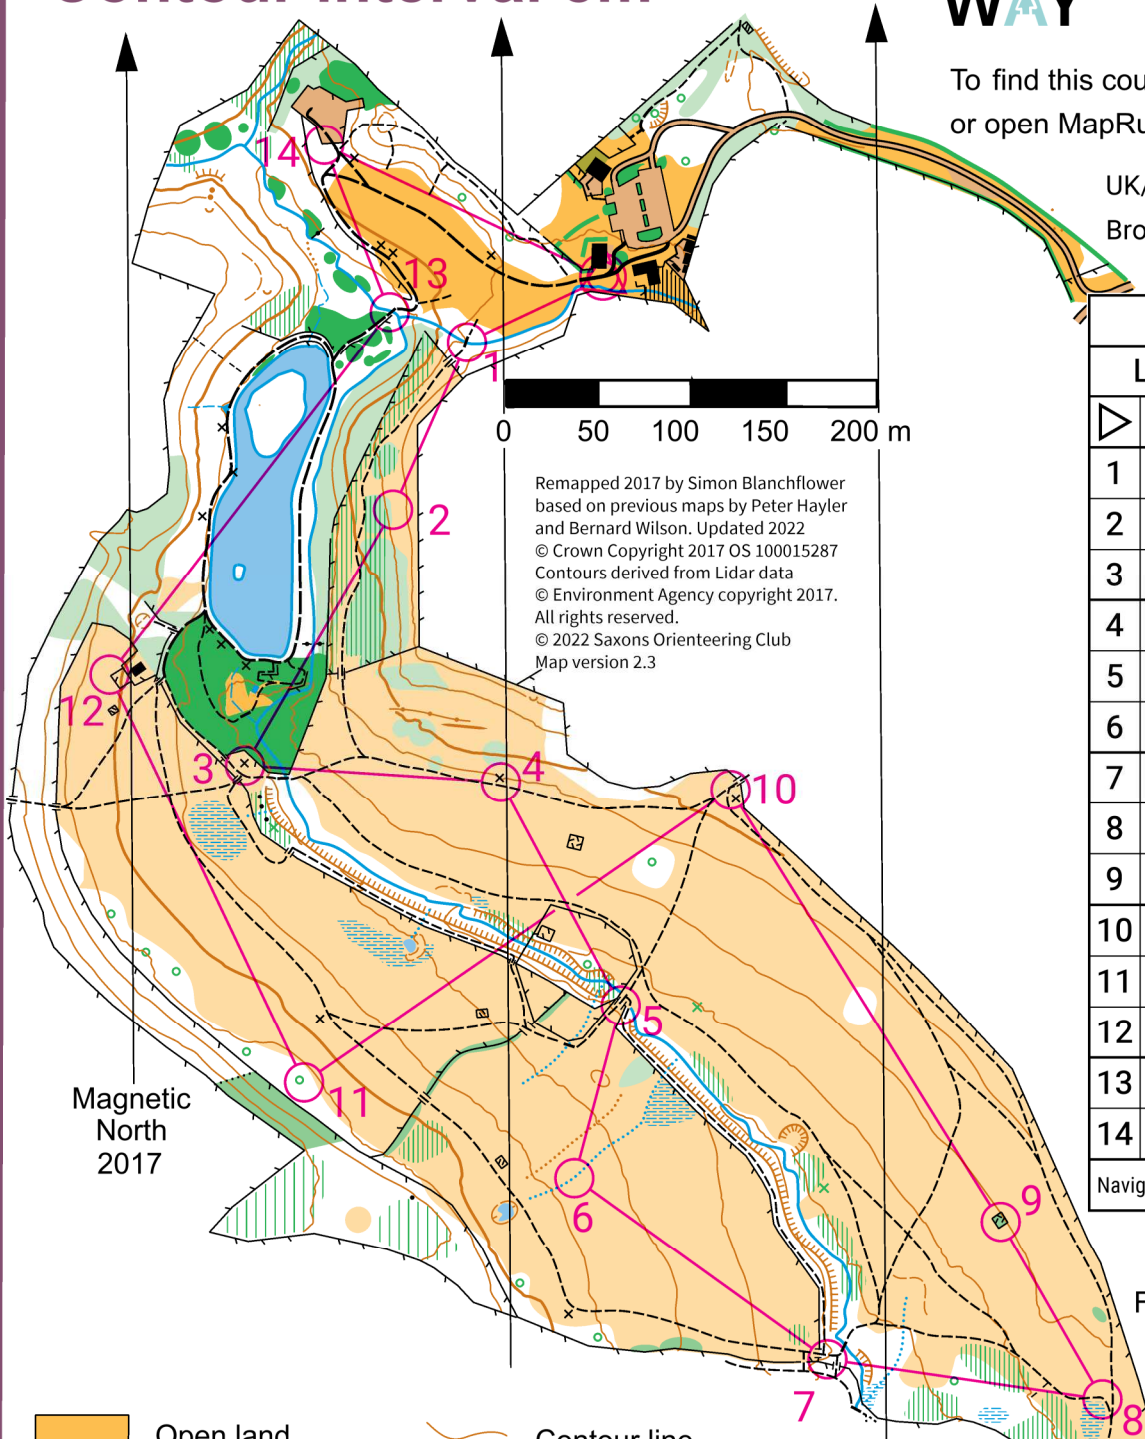 WAY
To find this cou
or open MapRu
UK/
Bro
14
13
1
0 50 100 150 200 m
Remapped 2017 by Simon Blanchflower
based on previous maps by Peter Hayler
and Bernard Wilson. Updated 2022
© Crown Copyright 2017 OS 100015287
Contours derived from Lidar data
© Environment Agency copyright 2017.
All rights reserved.
© 2022 Saxons Orienteering Club
Map version 2.3
2
12
3
4
10
5
11
Magnetic
North
2017
6
9
7
8
L
1
2
3
4
5
6
7
8
9
10
11
12
13
14
Navig
F
Open land
Contour line